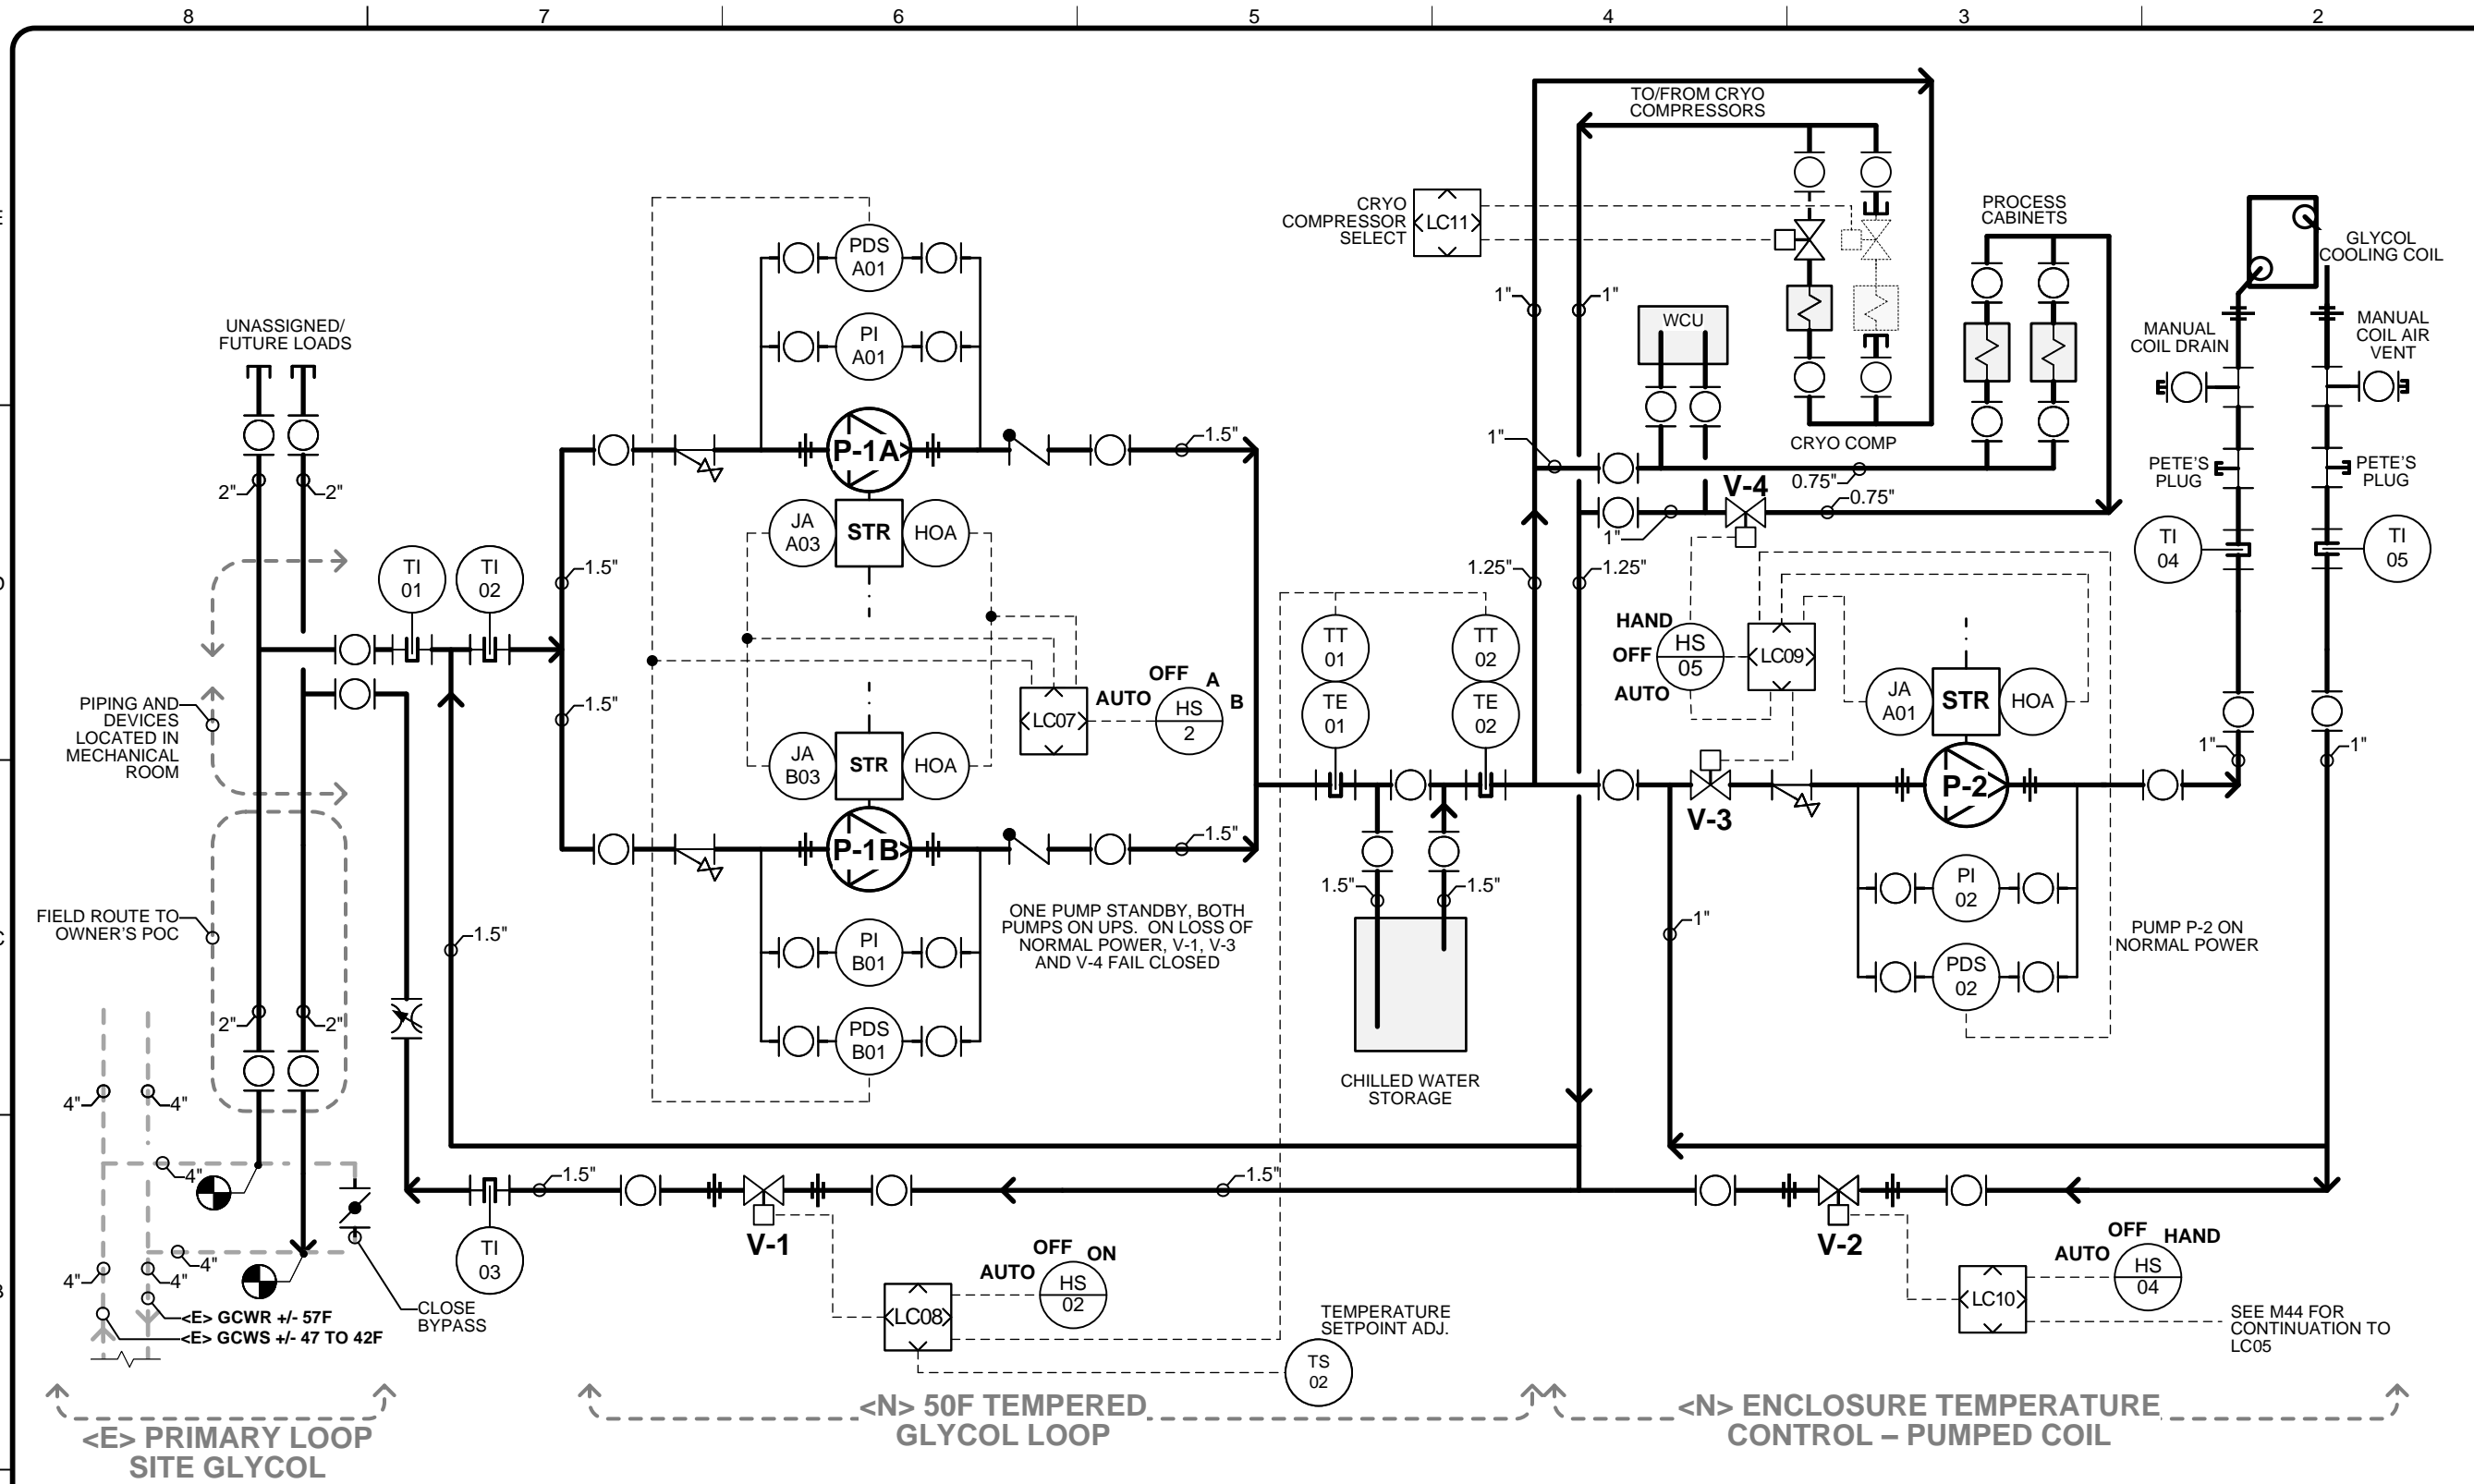 8
7
6
5
4
3
2
TO/FROM CRYO
COMPRESSORS
CRYO
COMPRESSOR
SELECT
LC11
PROCESS
CABINETS
GLYCOL
COOLING COIL
PDS
A01
PI
A01
UNASSIGNED/
FUTURE LOADS
1"
1"
WCU
MANUAL
COIL DRAIN
MANUAL
COIL AIR
VENT
P-1A
1.5"
1"
CRYO COMP
PETE'S
PLUG
PETE'S
PLUG
2"
2"
0.75"
V-4
0.75"
1"
JA
A03
STR
HOA
TI
04
TI
05
TI
01
TI
02
1.5"
1.25"
1.25"
HAND
OFF
AUTO
HS
05
LC09
TT
01
TT
02
TE
01
TE
02
OFF
A
AUTO
B
LC07
HS
2
JA
A01
STR
HOA
PIPING AND
DEVICES
LOCATED IN
MECHANICAL
ROOM
1.5"
JA
B03
STR
HOA
1"
1"
V-3
P-2
P-1B
1.5"
1.5"
1.5"
PI
02
FIELD ROUTE TO
OWNER'S POC
1.5"
PI
B01
ONE PUMP STANDBY, BOTH
PUMPS ON UPS. ON LOSS OF
NORMAL POWER, V-1, V-3
AND V-4 FAIL CLOSED
1"
PUMP P-2 ON
NORMAL POWER
PDS
02
2"
2"
PDS
B01
CHILLED WATER
STORAGE
4"
4"
4"
1.5"
1.5"
TI
03
V-1
V-2
4"
4"
4"
OFF
ON
AUTO
HS
02
LC08
OFF
HAND
AUTO
HS
04
LC10
<E> GCWR +/- 57F
<E> GCWS +/- 47 TO 42F
CLOSE
BYPASS
TEMPERATURE
SETPOINT ADJ.
TS
02
SEE M44 FOR
CONTINUATION TO
LC05
<E> PRIMARY LOOP
SITE GLYCOL
<N> 50F TEMPERED
GLYCOL LOOP
<N> ENCLOSURE TEMPERATURE
CONTROL – PUMPED COIL